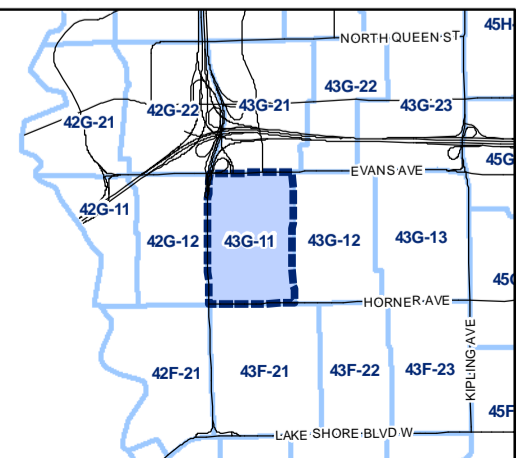 45H-
NORTH QUEEN ST
43G-22
42G-22
43G-21
43G-23
42G-21
45G
EVANS AVE
42G-11
42G-12
43G-11
43G-12
43G-13
450
HORNER AVE
KIPLING AVE
42F-21
43F-21
43F-22
43F-23
45F
LAKE SHORE BLVD W